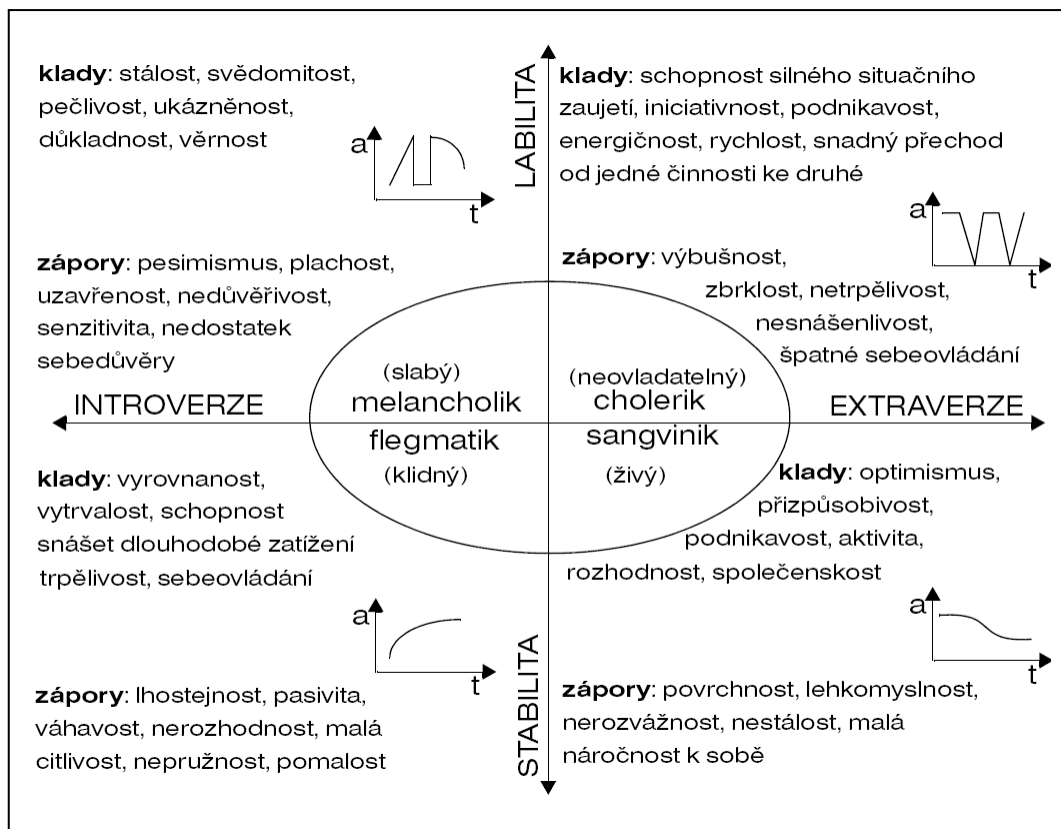 klady: stálost, svědomitost,
pečlivost, ukázněnost,
důkladnost, věrnost
a
t
zápory: pesimismus, plachost,
uzavřenost, nedůvěřivost,
senzitivita, nedostatek
sebedůvěry
LABILITA
klady: schopnost silného situačního
zaujetí, iniciativnost, podnikavost,
energičnost, rychlost, snadný přechod
od jedné činnosti ke druhé
a
t
zápory: výbušnost,
zbrklost, netrpělivost,
nesnášenlivost,
špatné sebeovládání
(slabý)
melancholik
(neovladatelný)
cholerik
INTROVERZE
EXTRAVERZE
flegmatik
(klidný)
sangvinik
(živý)
klady: vyrovnanost,
vytrvalost, schopnost
snášet dlouhodobé zatížení
trpělivost, sebeovládání
a
t
zápory: lhostejnost, pasivita,
váhavost, nerozhodnost, malá
citlivost, nepružnost, pomalost
STABILITA
klady: optimismus,
přizpůsobivost,
podnikavost, aktivita,
rozhodnost, společenskost
a
t
zápory: povrchnost, lehkomyslnost,
nerozvážnost, nestálost, malá
náročnost k sobě